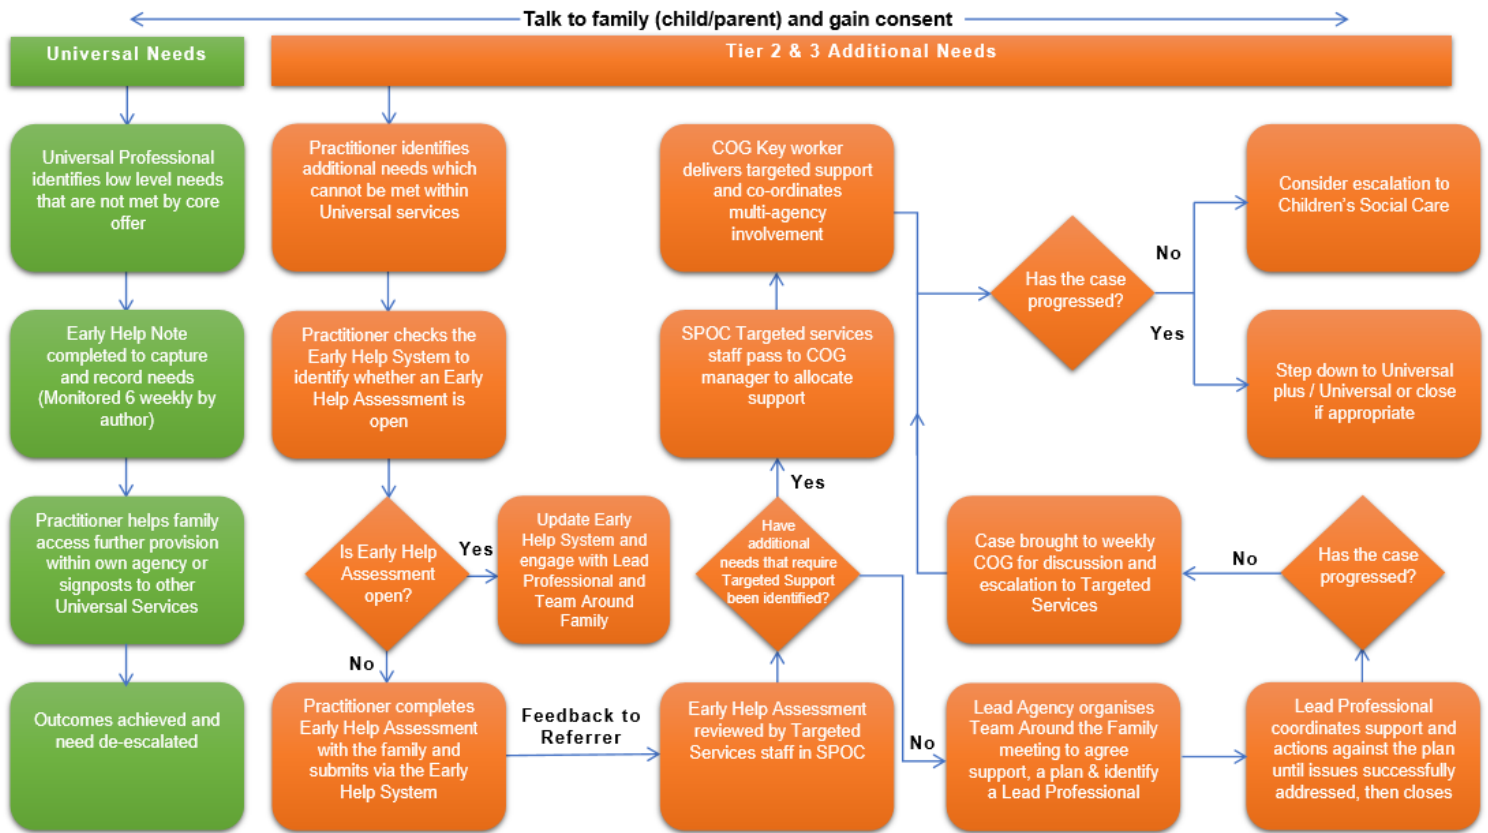 Talk to family (child/parent) and gain consent
Universal Needs
Tier 2 & 3 Additional Needs
Universal Professional
identifies low level needs
that are not met by core
offer
Early Help Note
completed to capture
and record needs
(Monitored 6 weekly by
author)
Practitioner helps family
access further provision
within own agency or
signposts to other
Universal Services
Outcomes achieved and
need de-escalated
Practitioner identifies
additional needs which
cannot be met within
Universal services
Practitioner checks the
Early Help System to
identify whether an Early
Help Assessment is
open
Is Early Help
Assessment
open?
Yes
Update Early
Help System and
engage with Lead
Professional and
Team Around
Family
No
Practitioner completes
Early Help Assessment
with the family and
submits via the Early
Help System
Feedback to
Referrer
Early Help Assessment
reviewed by Targeted
Services staff in SPOC
Have
additional
needs that require
Targeted Support
been identified?
Yes
SPOC Targeted services
staff pass to COG
manager to allocate
support
COG Key worker
delivers targeted support
and co-ordinates
multi-agency
involvement
No
Lead Agency organises
Team Around the Family
meeting to agree
support, a plan & identify
a Lead Professional
Lead Professional
coordinates support and
actions against the plan
until issues successfully
addressed, then closes
Has the case
progressed?
No
Case brought to weekly
COG for discussion and
escalation to Targeted
Services
Has the case
progressed?
No
Consider escalation to
Children's Social Care
Yes
Step down to Universal
plus / Universal or close
if appropriate